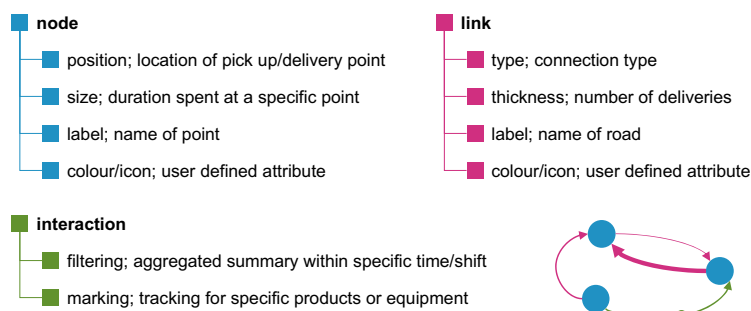 node
position; location of pick up/delivery point
size; duration spent at a specific point
label; name of point
colour/icon; user defined attribute
link
type; connection type
thickness; number of deliveries
label; name of road
colour/icon; user defined attribute
interaction
filtering; aggregated summary within specific time/shift
marking; tracking for specific products or equipment